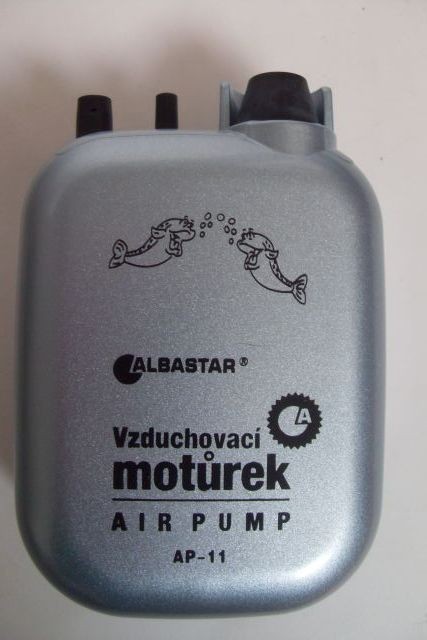 ALBASTAR®
A
Vzduchovací
motůrek
AIR PUMP
AP-11